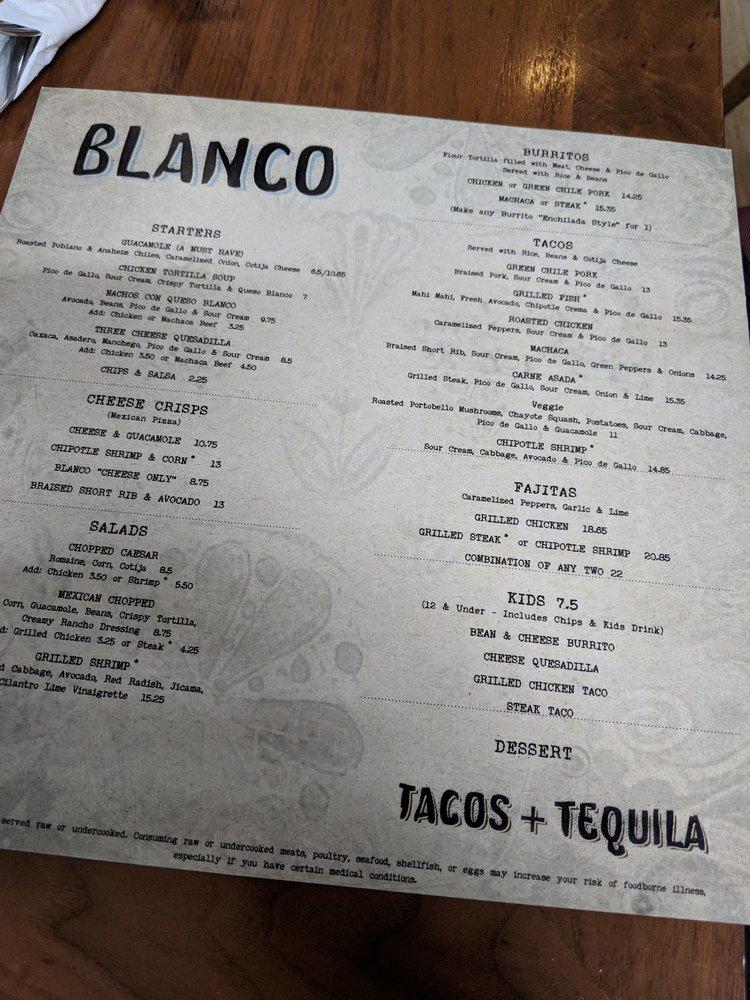 BLANCO
STARTERS
GUACAMOLE (A MUST HAVE)
Roasted Poblano & Anaheim Chiles, Caramelized Onion, Cotija Cheese 6.5/10.65
CHICKEN TORTILLA SOUP
Pico de Gallo, Sour Cream, Crispy Tortilla & Queso Blanco 7
NACHOS CON QUESO BLANCO
Avocado, Beans, Pico de Gallo & Sour Cream 9.75
Add: Chicken or Machaca Beef 3.25
THREE CHEESE QUESADILLA
Oaxaca, Asadero, Manchego, Pico de Gallo & Sour Cream 8.5
Add: Chicken 3.50 or Machaca Beef 4.50
CHIPS & SALSA 2.25
CHEESE CRISPS
(Mexican Pizza)
CHEESE & GUACAMOLE 10.75
CHIPOTLE SHRIMP & CORN* 13
BLANCO "CHEESE ONLY" 8.75
BRAISED SHORT RIB & AVOCADO 13
SALADS
CHOPPED CAESAR
Romaine, Corn, Cotija 8.5
Add: Chicken 3.50 or Shrimp* 5.50
MEXICAN CHOPPED
Corn, Guacamole, Beans, Crispy Tortilla,
Creamy Rancho Dressing 8.75
d: Grilled Chicken 3.25 or Steak* 4.25
GRILLED SHRIMP*
d Cabbage, Avocado, Red Radish, Jicama,
Cilantro Lime Vinaigrette 15.25
BURRITOS
Flour Tortilla filled with Meat, Cheese & Pico de Gallo
Served with Rice & Beans
CHICKEN or GREEN CHILE PORK 14.25
MACHACA or STEAK* 15.35
(Make any Burrito "Enchilada Style" for 1)
TACOS
Served with Rice, Beans & Cotija Cheese
GREEN CHILE PORK
Braised Pork, Sour Cream & Pico de Gallo 13
GRILLED FISH*
Mahi Mahi, Fresh Avocado, Chipotle Crema & Pico de Gallo 15.35
ROASTED CHICKEN
Caramelized Peppers, Sour Cream & Pico de Gallo 13
MACHACA
Braised Short Rib, Sour Cream, Pico de Gallo, Green Peppers & Onions 14.25
CARNE ASADA*
Grilled Steak, Pico de Gallo, Sour Cream, Onion & Lime 15.35
Veggie
Roasted Portobello Mushrooms, Chayote Squash, Postatoes, Sour Cream, Cabbage,
Pico de Gallo & Guacamole 11
CHIPOTLE SHRIMP*
Sour Cream, Cabbage, Avocado & Pico de Gallo 14.85
FAJITAS
Caramelized Peppers, Garlic & Lime
GRILLED CHICKEN 18.65
GRILLED STEAK* or CHIPOTLE SHRIMP 20.85
COMBINATION OF ANY TWO 22
KIDS 7.5
(12 & Under - Includes Chips & Kids Drink)
BEAN & CHEESE BURRITO
CHEESE QUESADILLA
GRILLED CHICKEN TACO
STEAK TACO
DESSERT
TACOS + TEQUILA
served raw or undercooked. Consuming raw or undercooked meats, poultry, seafood, shellfish, or eggs may increase your risk of foodborne illness,
especially if you have certain medical conditions.